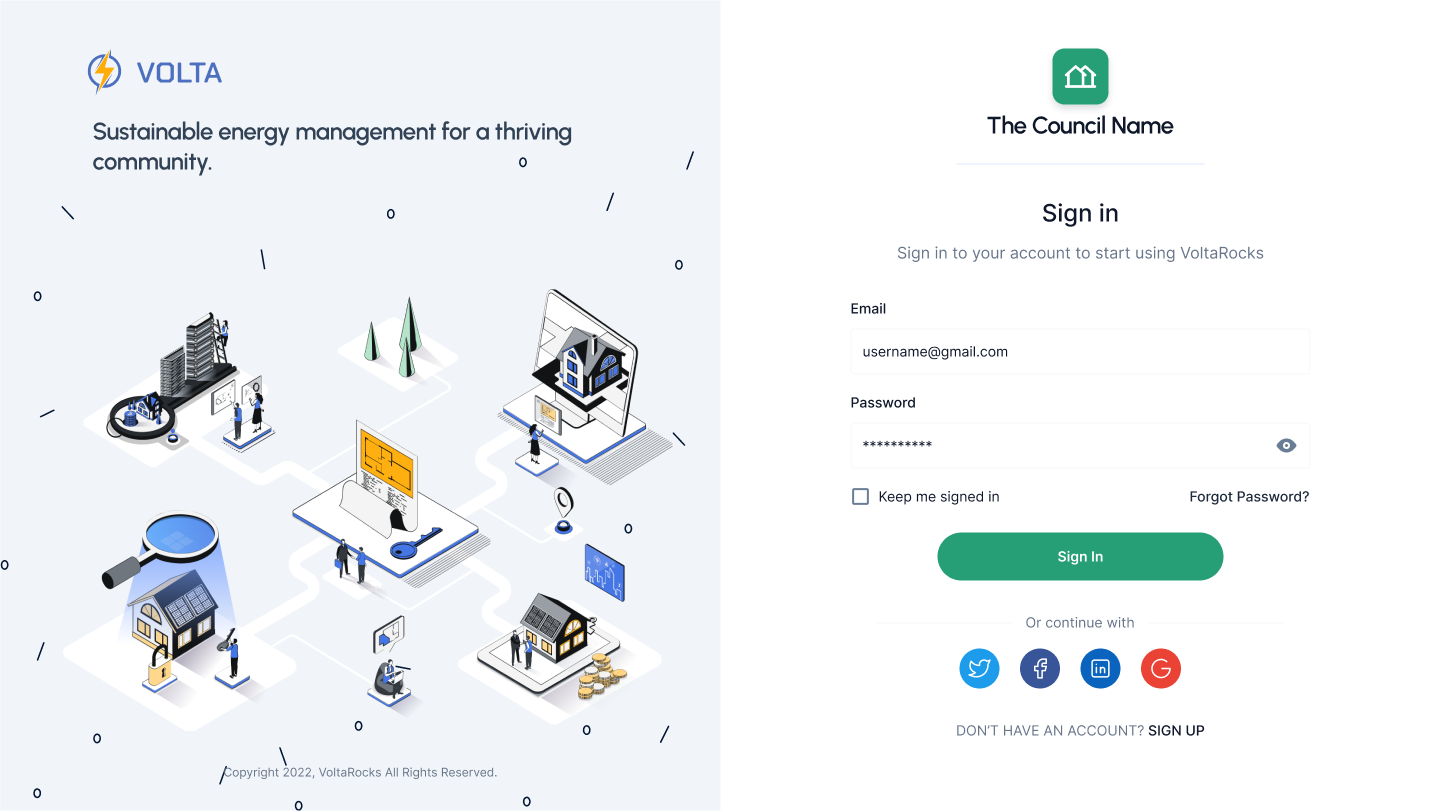 VOLTA
Sustainable energy management for a thriving
community.
Copyright 2022, VoltaRocks All Rights Reserved.
The Council Name
Sign in
Sign in to your account to start using VoltaRocks
Email
username@gmail.com
Password
**********
Keep me signed in
Forgot Password?
Sign In
Or continue with
DON'T HAVE AN ACCOUNT? SIGN UP